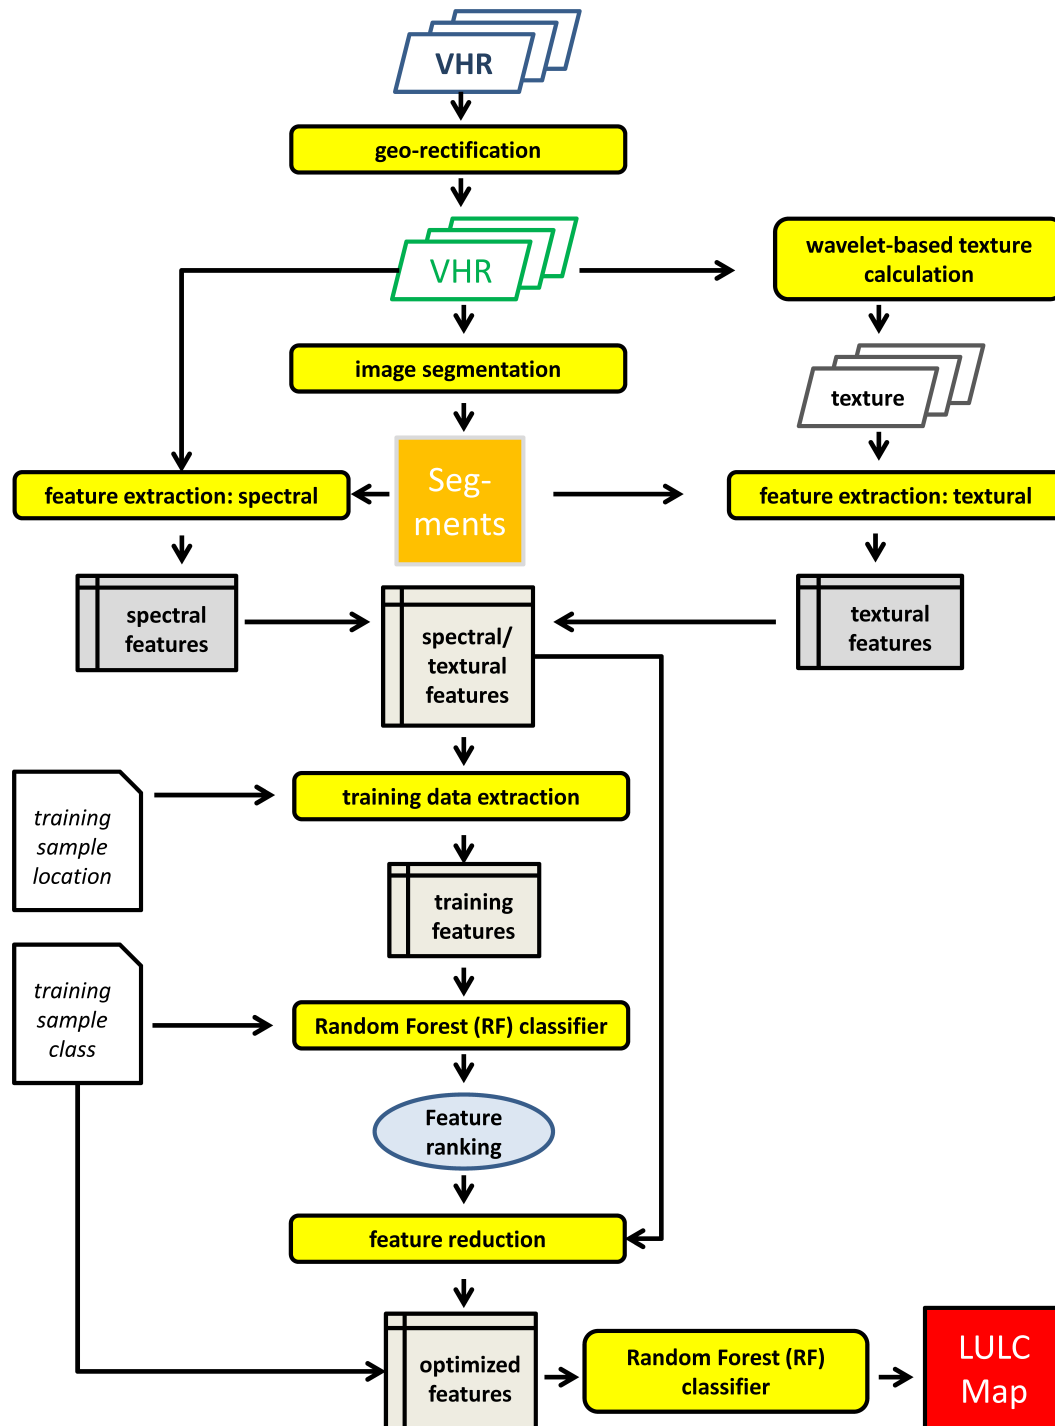 VHR
geo-rectification
VHR
wavelet-based texture
calculation
image segmentation
texture
feature extraction: spectral
Seg-
ments
feature extraction: textural
spectral
features
spectral/
textural
features
textural
features
training data extraction
training
sample
location
training
features
training
sample
class
Random Forest (RF) classifier
Feature
ranking
feature reduction
optimized
features
Random Forest (RF)
classifier
LULC
Map